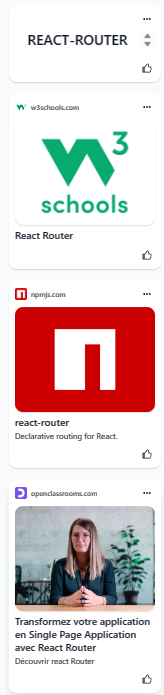 REACT-ROUTER
w3schools.com
3
schools
React Router
npmjs.com
react-router
Declarative routing for React.
openclassrooms.com
Transformez votre application
en Single Page Application
avec React Router
Découvrir react Router